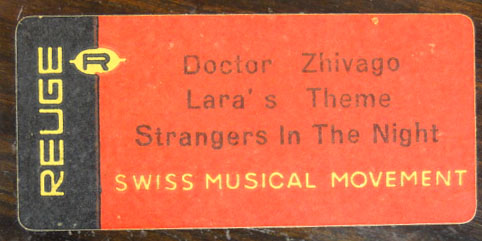 REUGE
R
Doctor Zhivago
Lara's Theme
Strangers In The Night
SWISS MUSICAL MOVEMENT